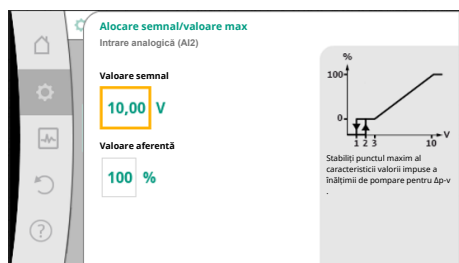 Alocare semnal/valoare max
Intrare analogică (AI2)
Valoare semnal
10,00 V
Valoare aferentă
100 %
%
100
0
1 2 3 10 V
Stabiliți punctul maxim al
caracteristicii valorii impuse a
înălțimii de pompare pentru Δp-v
.
?